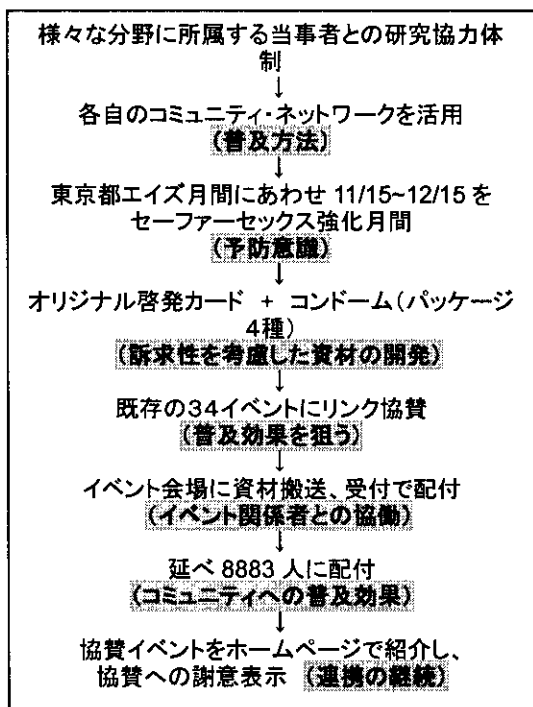 様々な分野に所属する当事者との研究協力体
制
↓
各自のコミュニティ・ネットワークを活用
(普及方法)
↓
東京都エイズ月間にあわせ 11/15~12/15 を
セーファーセックス強化月間
(予防意識)
↓
オリジナル啓発カード + コンドーム(パッケージ
4種)
(訴求性を考慮した資材の開発)
↓
既存の34イベントにリンク協賛
(普及効果を狙う)
↓
イベント会場に資材搬送、受付で配付
(イベント関係者との協働)
↓
延べ 8883 人に配付
(コミュニティへの普及効果)
↓
協賛イベントをホームページで紹介し、
協賛への謝意表示 (連携の継続)